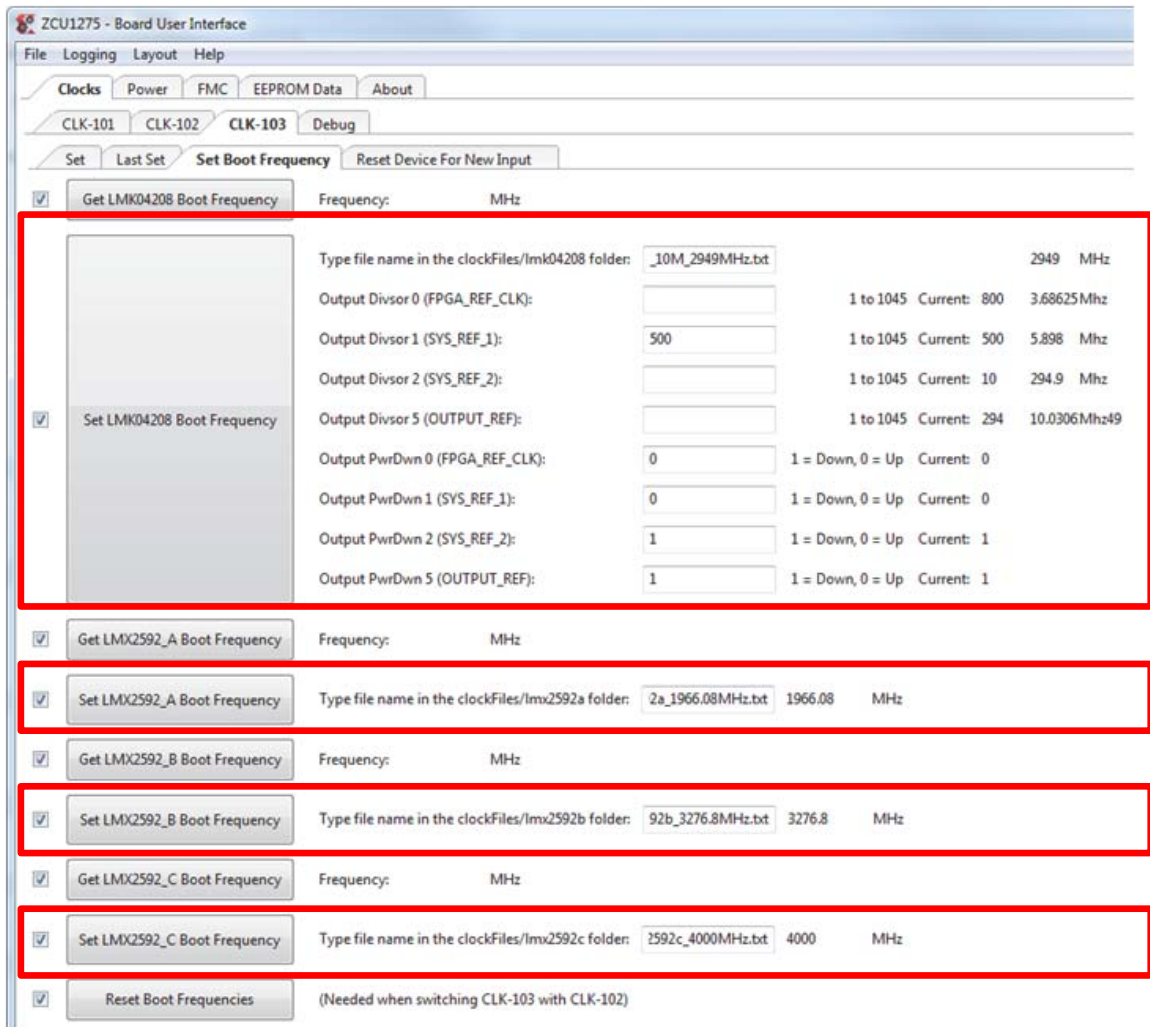 ZCU1275 - Board User Interface
File Logging Layout Help
Clocks Power FMC EEPROM Data About
CLK-101 CLK-102 CLK-103 Debug
Set Last Set Set Boot Frequency Reset Device For New Input
Get LMK04208 Boot Frequency Frequency: MHz
Type file name in the clockFiles/lmk04208 folder: _10M_2949MHz.txt 2949 MHz
Output Divsor 0 (FPGA_REF_CLK): 1 to 1045 Current: 800 3.68625Mhz
Output Divsor 1 (SYS_REF_1): 500 1 to 1045 Current: 500 5.898 Mhz
Output Divsor 2 (SYS_REF_2): 1 to 1045 Current: 10 294.9 Mhz
Set LMK04208 Boot Frequency Output Divsor 5 (OUTPUT_REF): 1 to 1045 Current: 294 10.0306Mhz49
Output PwrDwn 0 (FPGA_REF_CLK): 0 1 = Down, 0 = Up Current: 0
Output PwrDwn 1 (SYS_REF_1): 0 1 = Down, 0 = Up Current: 0
Output PwrDwn 2 (SYS_REF_2): 1 1 = Down, 0 = Up Current: 1
Output PwrDwn 5 (OUTPUT_REF): 1 1 = Down, 0 = Up Current: 1
Get LMX2592_A Boot Frequency Frequency: MHz
Set LMX2592_A Boot Frequency Type file name in the clockFiles/lmx2592a folder: 2a_1966.08MHz.txt 1966.08 MHz
Get LMX2592_B Boot Frequency Frequency: MHz
Set LMX2592_B Boot Frequency Type file name in the clockFiles/lmx2592b folder: 92b_3276.8MHz.txt 3276.8 MHz
Get LMX2592_C Boot Frequency Frequency: MHz
Set LMX2592_C Boot Frequency Type file name in the clockFiles/lmx2592c folder: 2592c_4000MHz.txt 4000 MHz
Reset Boot Frequencies (Needed when switching CLK-103 with CLK-102)